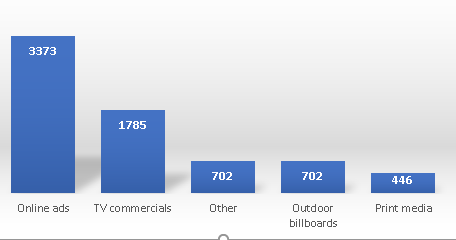 3373
1785
702
702
446
Online ads
TV commercials
Other
Outdoor
billboards
Print media